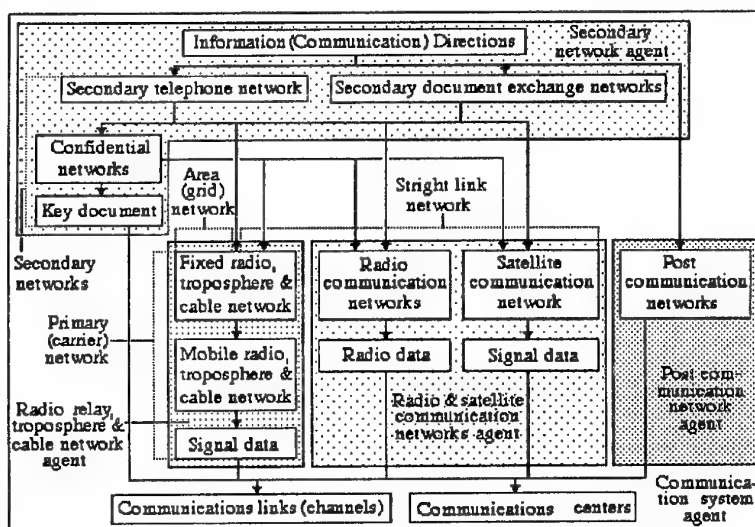 Information (Communication) Directions
Secondary
network agent
Secondary telephone network
Secondary document exchange networks
Confidential
networks
Key document
Area
(grid)
network
Stright link
network
Secondary
networks
Fixed radio,
troposphere &
cable network
Radio
communication
networks
Satellite
communication
network
Post
communication
networks
Primary
(carrier)
network
Mobile radio,
troposphere &
cable network
Radio data
Signal data
Radio relay,
troposphere &
cable network
agent
Signal data
Radio & satellite
communication
networks agent
Post com-
munication
network
agent
Communications links (channels)
Communications centers
Communica-
tion system
agent